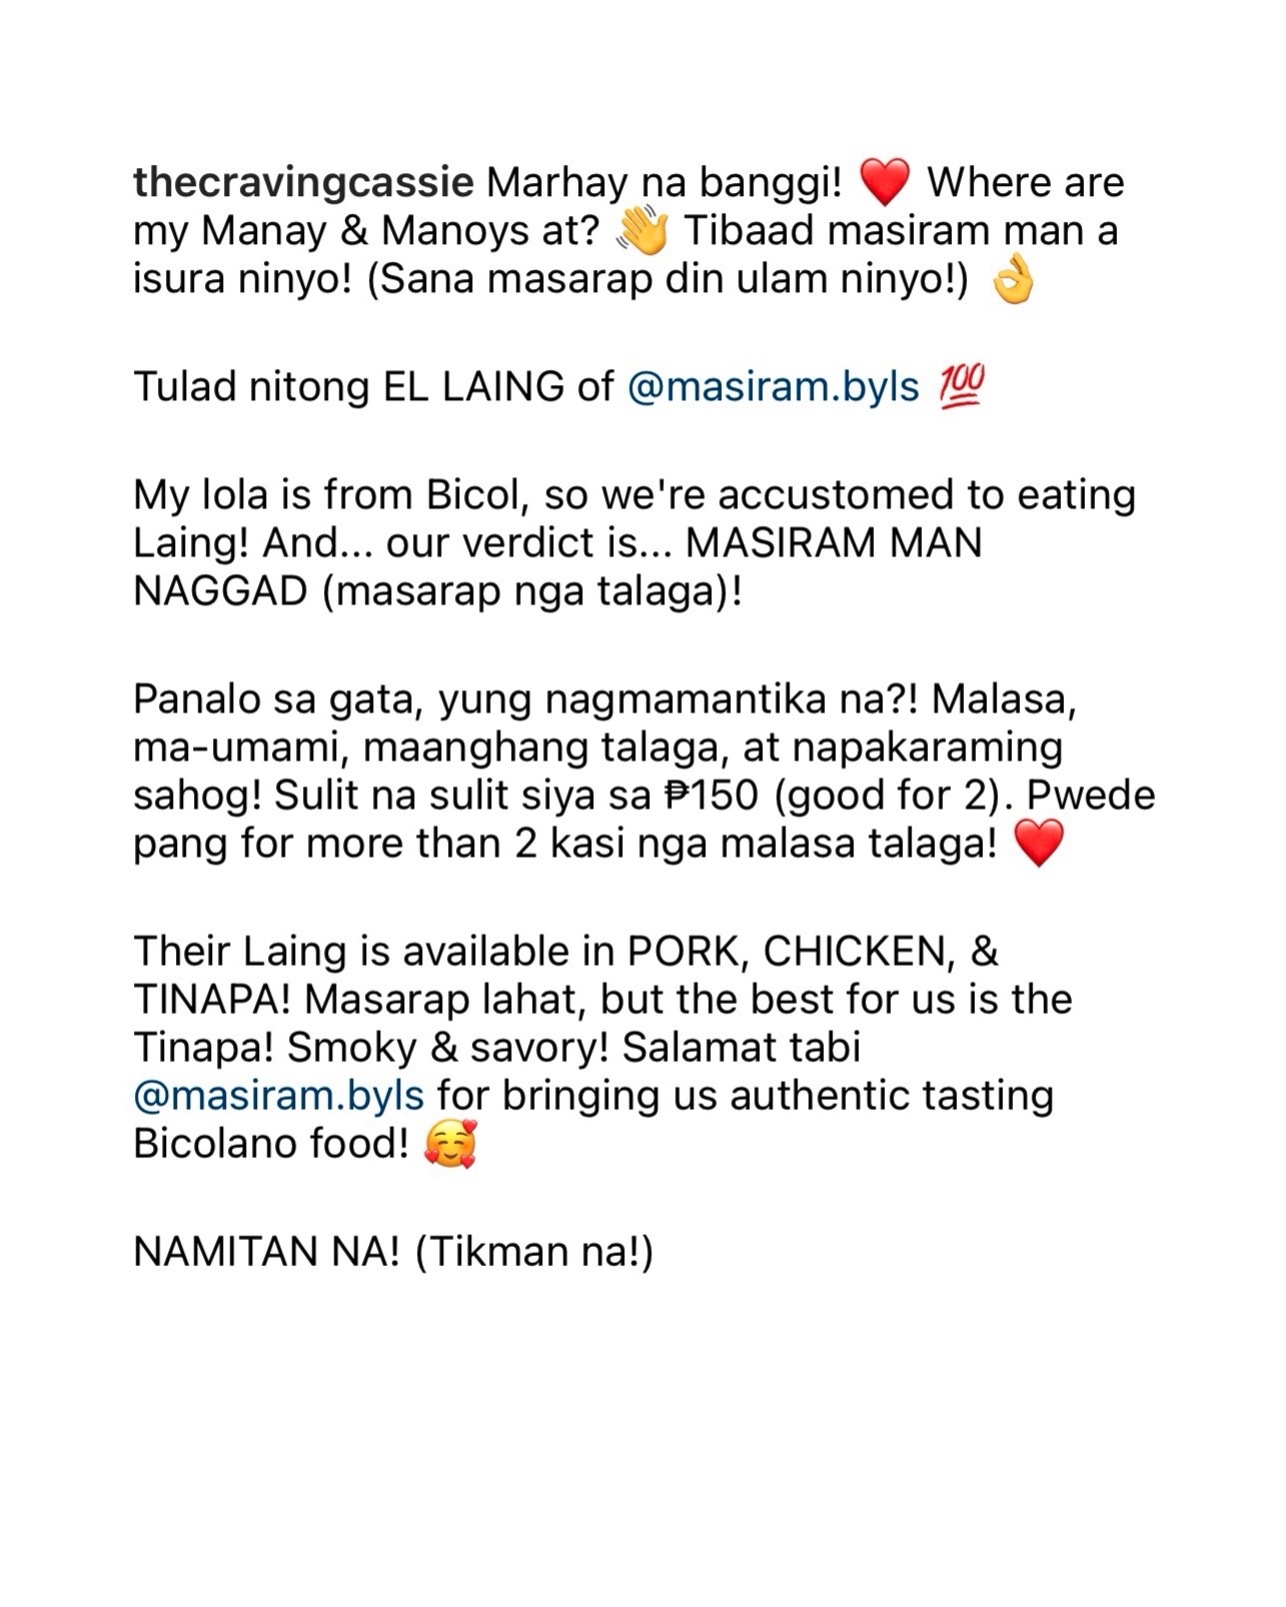 thecravingcassie Marhay na banggi! ❤️ Where are
my Manay & Manoys at? 👋 Tibaad masiram man a
isura ninyo! (Sana masarap din ulam ninyo!) 👌
Tulad nitong EL LAING of @masiram.byls 💯
My lola is from Bicol, so we're accustomed to eating
Laing! And... our verdict is... MASIRAM MAN
NAGGAD (masarap nga talaga)!
Panalo sa gata, yung nagmamantika na?! Malasa,
ma-umami, maanghang talaga, at napakaraming
sahog! Sulit na sulit siya sa ₱150 (good for 2). Pwede
pang for more than 2 kasi nga malasa talaga! ❤️
Their Laing is available in PORK, CHICKEN, &
TINAPA! Masarap lahat, but the best for us is the
Tinapa! Smoky & savory! Salamat tabi
@masiram.byls for bringing us authentic tasting
Bicolano food! 🥰
NAMITAN NA! (Tikman na!)